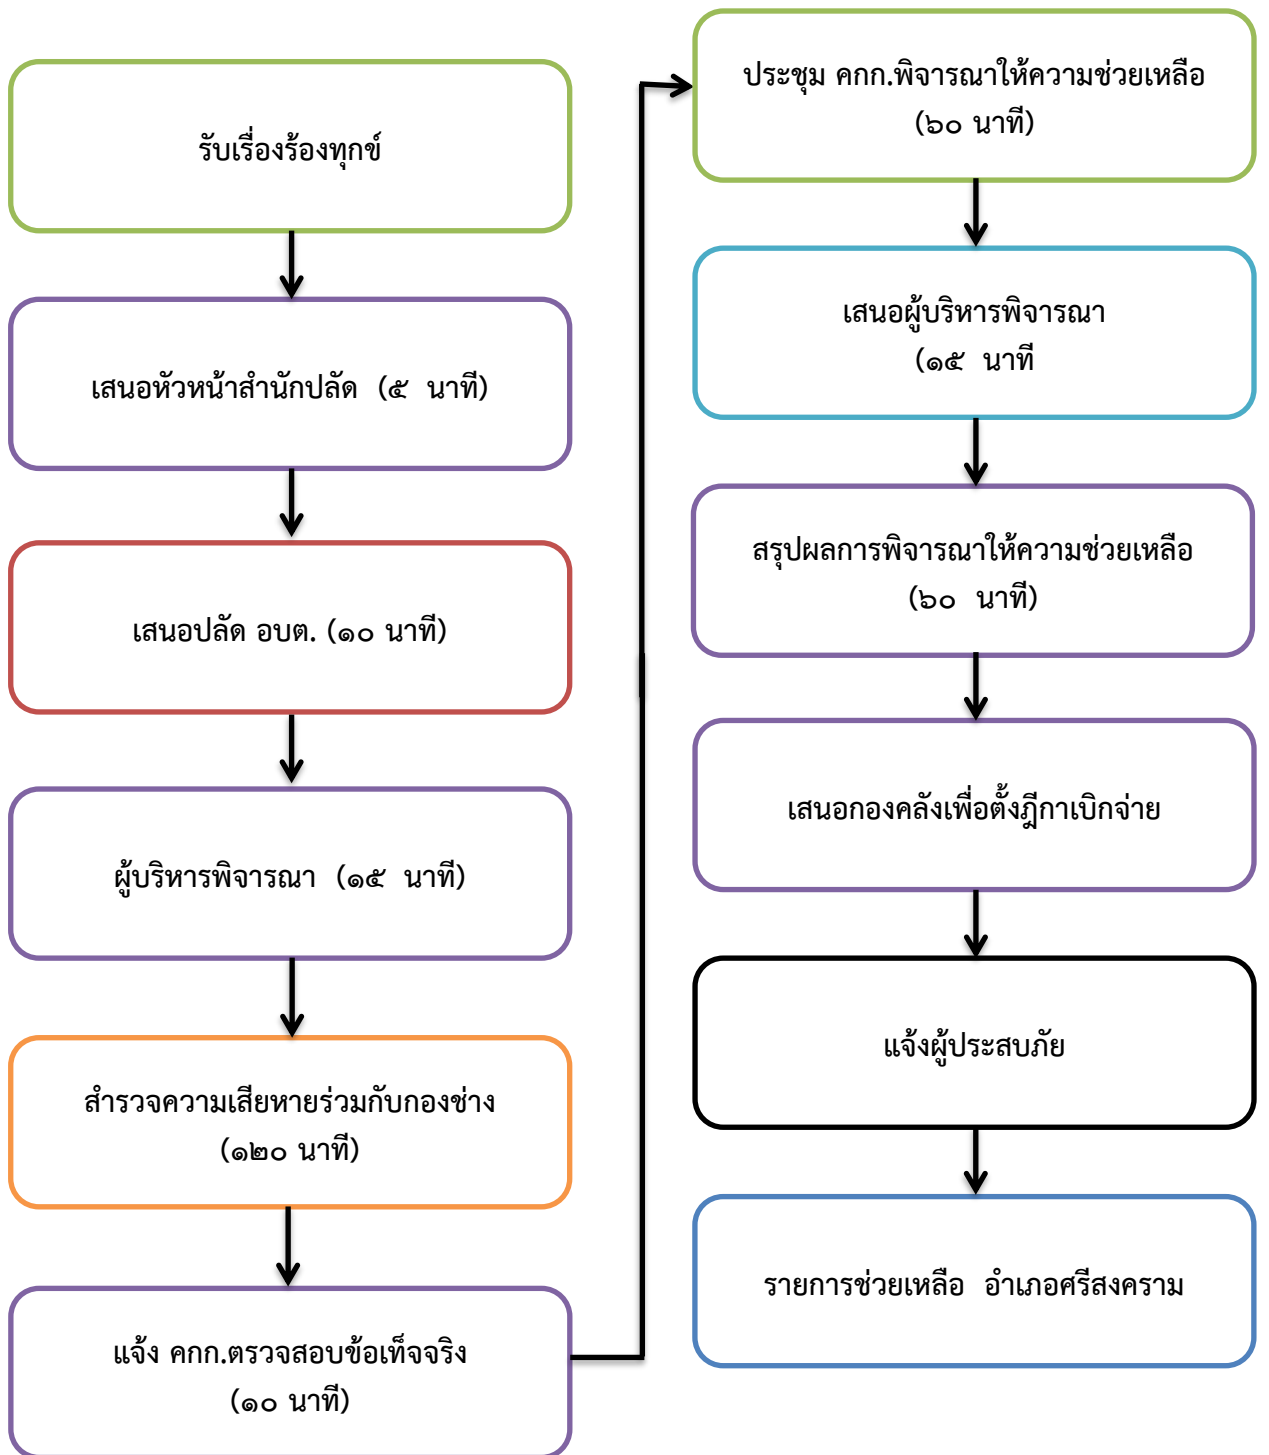 รับเรื่องร้องทุกข์
เสนอหัวหน้าสำนักปลัด (๕ นาที)
เสนอปลัด อบต. (๑๐ นาที)
ผู้บริหารพิจารณา (๑๕ นาที)
สำรวจความเสียหายร่วมกับกองช่าง
(๑๒๐ นาที)
แจ้ง คกก.ตรวจสอบข้อเท็จจริง
(๑๐ นาที)
ประชุม คกก.พิจารณาให้ความช่วยเหลือ
(๖๐ นาที)
เสนอผู้บริหารพิจารณา
(๑๕ นาที
สรุปผลการพิจารณาให้ความช่วยเหลือ
(๖๐ นาที)
เสนอกองคลังเพื่อตั้งฎีกาเบิกจ่าย
แจ้งผู้ประสบภัย
รายการช่วยเหลือ อำเภอศรีสงคราม